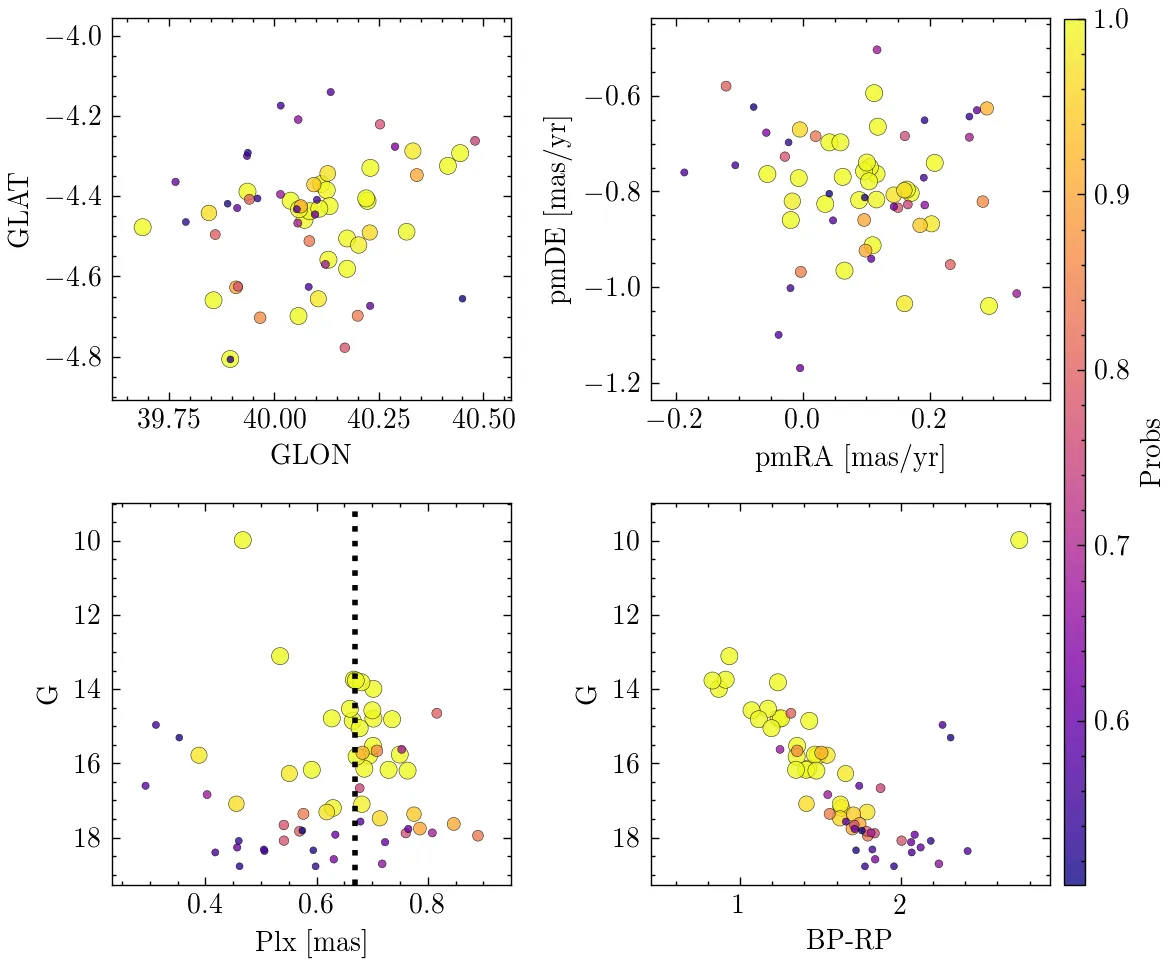 −4.0
−4.2
−4.4
−4.6
−4.8
GLAT
39.75 40.00 40.25 40.50
GLON
−0.6
−0.8
−1.0
−1.2
pmDE [mas/yr]
−0.2 0.0 0.2
pmRA [mas/yr]
10
12
14
16
18
G
0.4 0.6 0.8
Plx [mas]
10
12
14
16
18
G
1 2
BP-RP
1.0
0.9
0.8
0.7
0.6
Probs